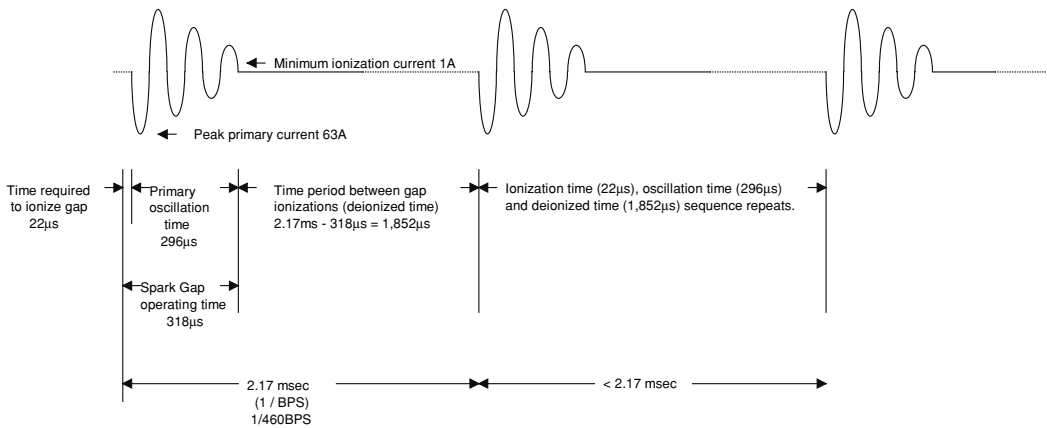 Minimum ionization current 1A
Peak primary current 63A
Time required
to ionize gap
22μs
Primary
oscillation
time
296μs
Time period between gap
ionizations (deionized time)
2.17ms - 318μs = 1,852μs
Ionization time (22μs), oscillation time (296μs)
and deionized time (1,852μs) sequence repeats.
Spark Gap
operating time
318μs
2.17 msec
(1 / BPS)
1/460BPS
< 2.17 msec